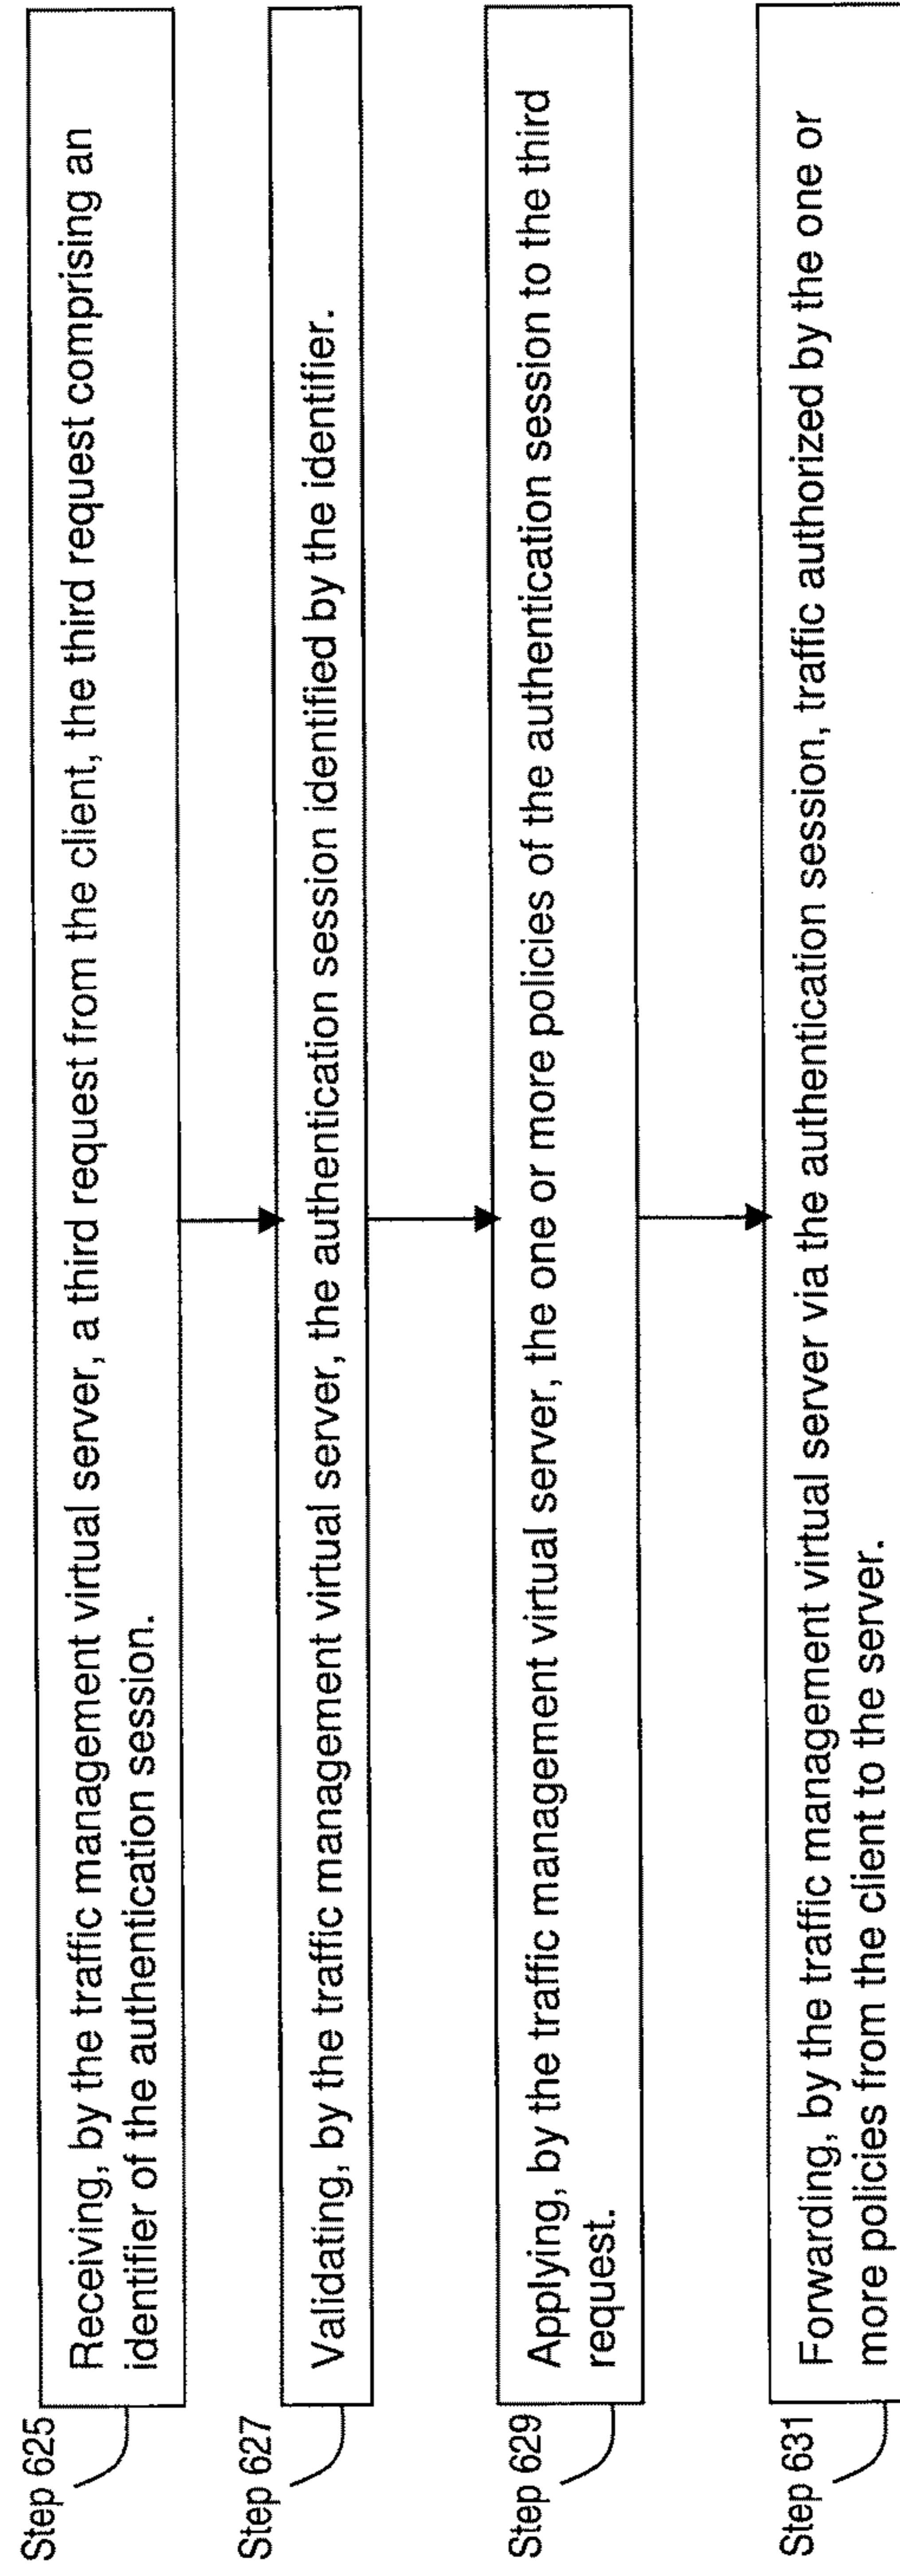 Step 625
Receiving, by the traffic management virtual server, a third request from the client, the third request comprising an
identifier of the authentication session.
Step 627
Validating, by the traffic management virtual server, the authentication session identified by the identifier.
Step 629
Applying, by the traffic management virtual server, the one or more policies of the authentication session to the third
request.
Step 631
Forwarding, by the traffic management virtual server via the authentication session, traffic authorized by the one or
more policies from the client to the server.